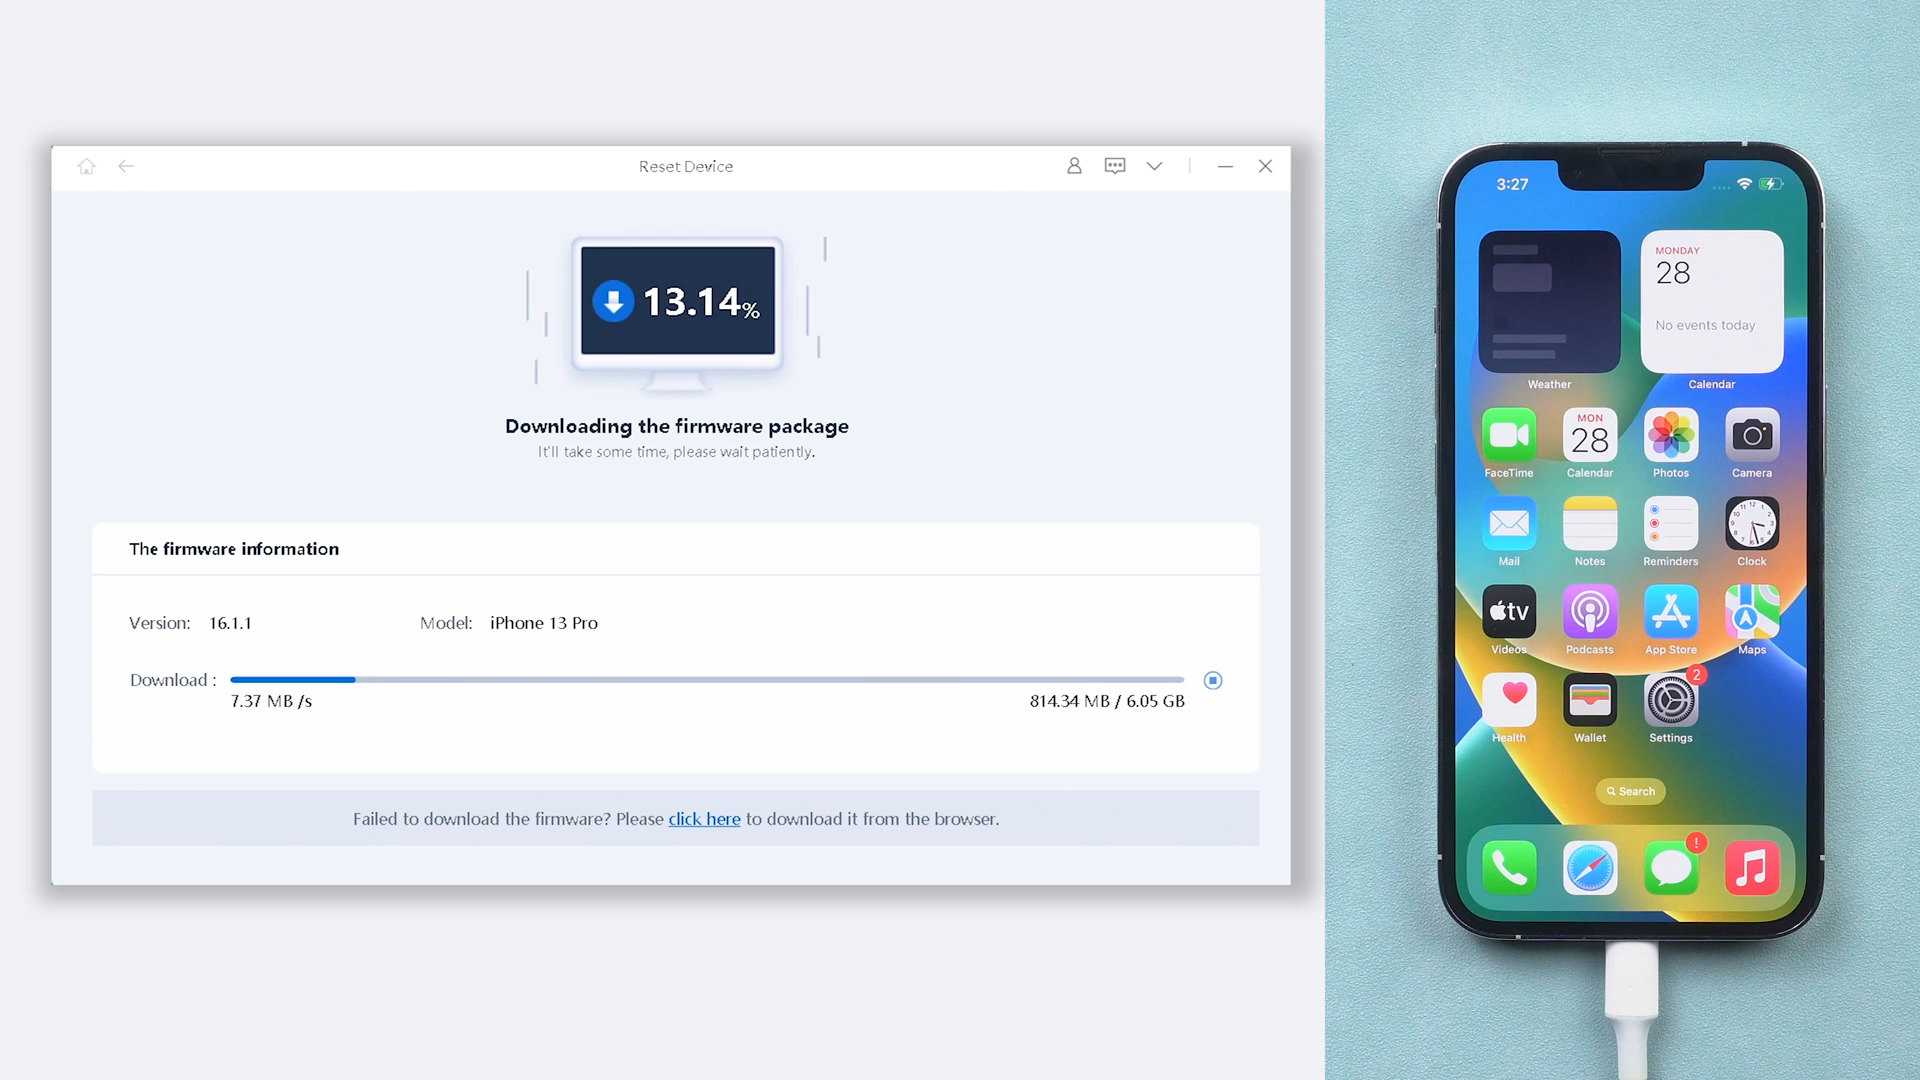 Reset Device
13.14%
Downloading the firmware package
It'll take some time, please wait patiently.
The firmware information
Version: 16.1.1 Model: iPhone 13 Pro
Download :
7.37 MB /s 814.34 MB / 6.05 GB
Failed to download the firmware? Please click here to download it from the browser.
3:27
MONDAY
28
No events today
Weather Calendar
MON
28
FaceTime Calendar Photos Camera
Mail Notes Reminders Clock
tv
Videos Podcasts App Store Maps
2
Health Wallet Settings
Search
!